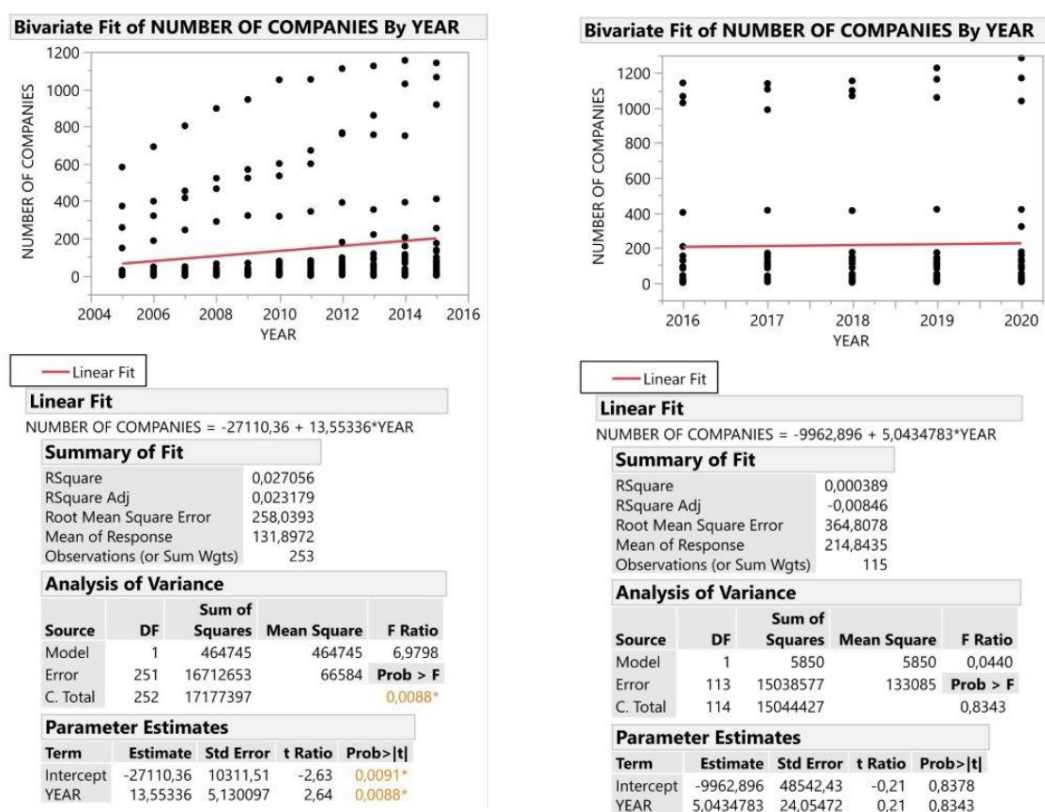 Bivariate Fit of NUMBER OF COMPANIES By YEAR
1200
1000
800
600
400
200
0
NUMBER OF COMPANIES
2004 2006 2008 2010 2012 2014 2016
YEAR
Linear Fit
Linear Fit
NUMBER OF COMPANIES = -27110,36 + 13,55336*YEAR
Summary of Fit
RSquare 0,027056
RSquare Adj 0,023179
Root Mean Square Error 258,0393
Mean of Response 131,8972
Observations (or Sum Wgts) 253
Analysis of Variance
Sum of
Source DF Squares Mean Square F Ratio
Model 1 464745 464745 6,9798
Error 251 16712653 66584 Prob > F
C. Total 252 17177397 0,0088*
Parameter Estimates
Term Estimate Std Error t Ratio Prob>|t|
Intercept -27110,36 10311,51 -2,63 0,0091*
YEAR 13,55336 5,130097 2,64 0,0088*
Bivariate Fit of NUMBER OF COMPANIES By YEAR
1200
1000
800
600
400
200
0
NUMBER OF COMPANIES
2016 2017 2018 2019 2020
YEAR
Linear Fit
Linear Fit
NUMBER OF COMPANIES = -9962,896 + 5,0434783*YEAR
Summary of Fit
RSquare 0,000389
RSquare Adj -0,00846
Root Mean Square Error 364,8078
Mean of Response 214,8435
Observations (or Sum Wgts) 115
Analysis of Variance
Sum of
Source DF Squares Mean Square F Ratio
Model 1 5850 5850 0,0440
Error 113 15038577 133085 Prob > F
C. Total 114 15044427 0,8343
Parameter Estimates
Term Estimate Std Error t Ratio Prob>|t|
Intercept -9962,896 48542,43 -0,21 0,8378
YEAR 5,0434783 24,05472 0,21 0,8343